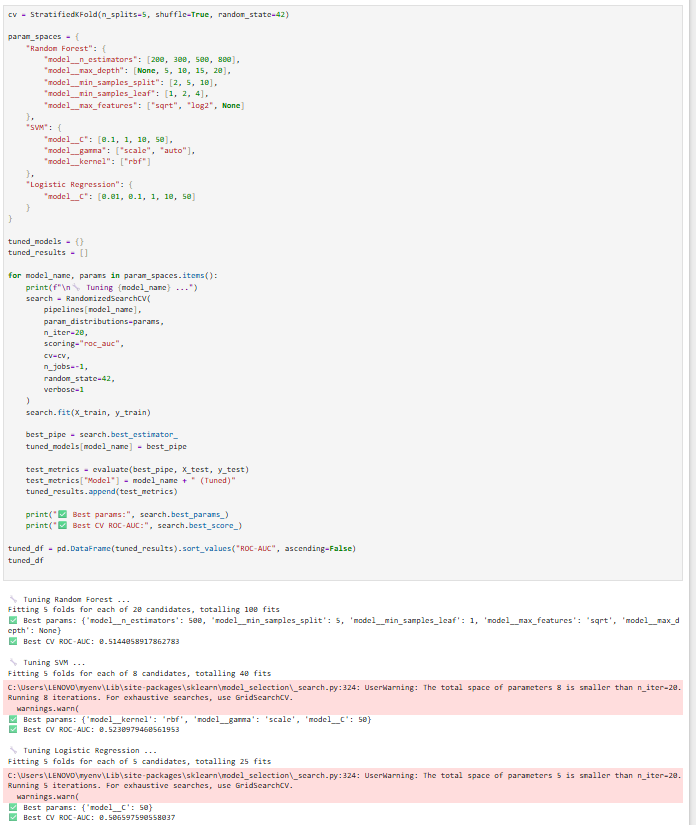 cv = StratifiedKFold(n_splits=5, shuffle=True, random_state=42)
param_spaces = {
"Random Forest": {
"model__n_estimators": [200, 300, 500, 800],
"model__max_depth": [None, 5, 10, 15, 20],
"model__min_samples_split": [2, 5, 10],
"model__min_samples_leaf": [1, 2, 4],
"model__max_features": ["sqrt", "log2", None]
},
"SVM": {
"model__C": [0.1, 1, 10, 50],
"model__gamma": ["scale", "auto"],
"model__kernel": ["rbf"]
},
"Logistic Regression": {
"model__C": [0.01, 0.1, 1, 10, 50]
}
}
tuned_models = {}
tuned_results = []
for model_name, params in param_spaces.items():
print(f"\n🔧 Tuning {model_name} ...")
search = RandomizedSearchCV(
pipelines[model_name],
param_distributions=params,
n_iter=20,
scoring="roc_auc",
cv=cv,
n_jobs=-1,
random_state=42,
verbose=1
)
search.fit(X_train, y_train)
best_pipe = search.best_estimator_
tuned_models[model_name] = best_pipe
test_metrics = evaluate(best_pipe, X_test, y_test)
test_metrics["Model"] = model_name + " (Tuned)"
tuned_results.append(test_metrics)
print("✅ Best params:", search.best_params_)
print("✅ Best CV ROC-AUC:", search.best_score_)
tuned_df = pd.DataFrame(tuned_results).sort_values("ROC-AUC", ascending=False)
tuned_df
🔧 Tuning Random Forest ...
Fitting 5 folds for each of 20 candidates, totalling 100 fits
✅ Best params: {'model__n_estimators': 500, 'model__min_samples_split': 5, 'model__min_samples_leaf': 1, 'model__max_features': 'sqrt', 'model__max_d
epth': None}
✅ Best CV ROC-AUC: 0.5144058917862783
🔧 Tuning SVM ...
Fitting 5 folds for each of 8 candidates, totalling 40 fits
C:\Users\LENOVO\myenv\Lib\site-packages\sklearn\model_selection\_search.py:324: UserWarning: The total space of parameters 8 is smaller than n_iter=20.
Running 8 iterations. For exhaustive searches, use GridSearchCV.
warnings.warn(
✅ Best params: {'model__kernel': 'rbf', 'model__gamma': 'scale', 'model__C': 50}
✅ Best CV ROC-AUC: 0.5230979460561953
🔧 Tuning Logistic Regression ...
Fitting 5 folds for each of 5 candidates, totalling 25 fits
C:\Users\LENOVO\myenv\Lib\site-packages\sklearn\model_selection\_search.py:324: UserWarning: The total space of parameters 5 is smaller than n_iter=20.
Running 5 iterations. For exhaustive searches, use GridSearchCV.
warnings.warn(
✅ Best params: {'model__C': 50}
✅ Best CV ROC-AUC: 0.506597590558037